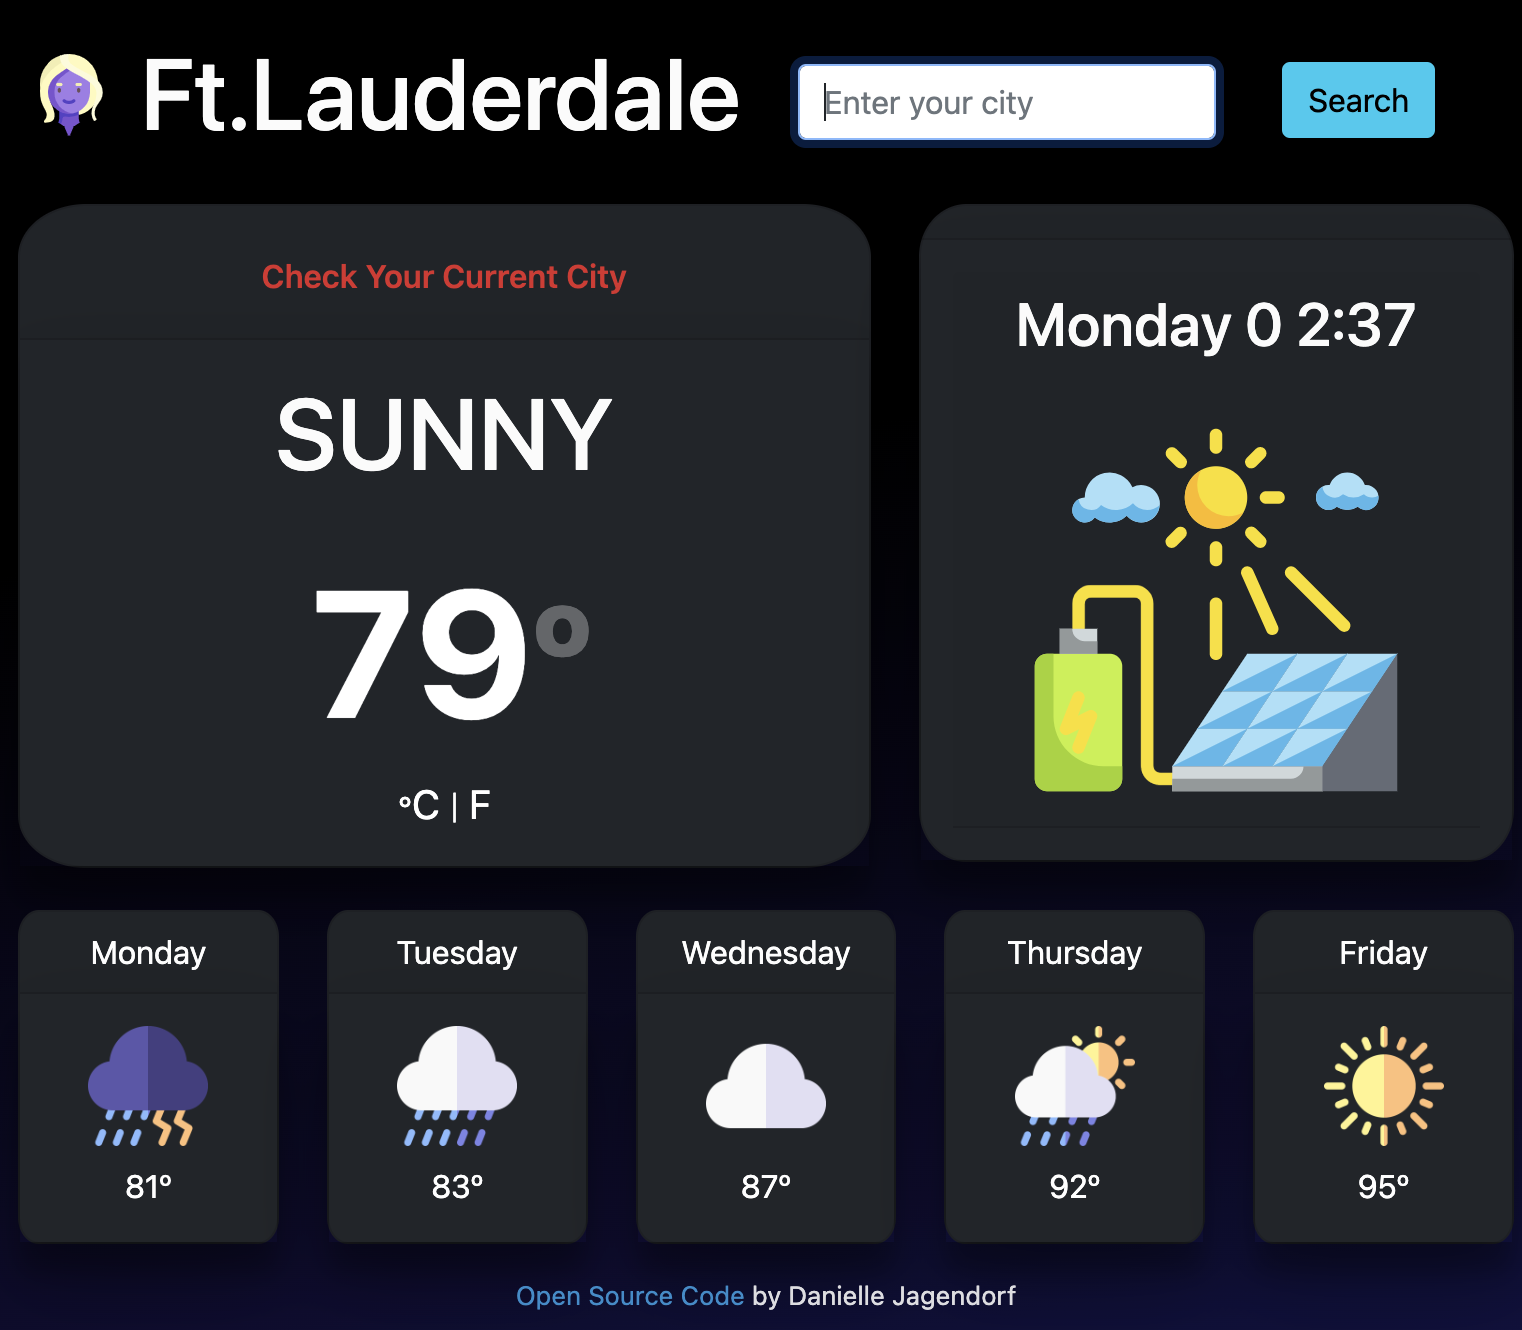 Ft.Lauderdale
Enter your city
Search
Check Your Current City
SUNNY
79°
°C | F
Monday 0 2:37
Monday
81°
Tuesday
83°
Wednesday
87°
Thursday
92°
Friday
95°
Open Source Code by Danielle Jagendorf